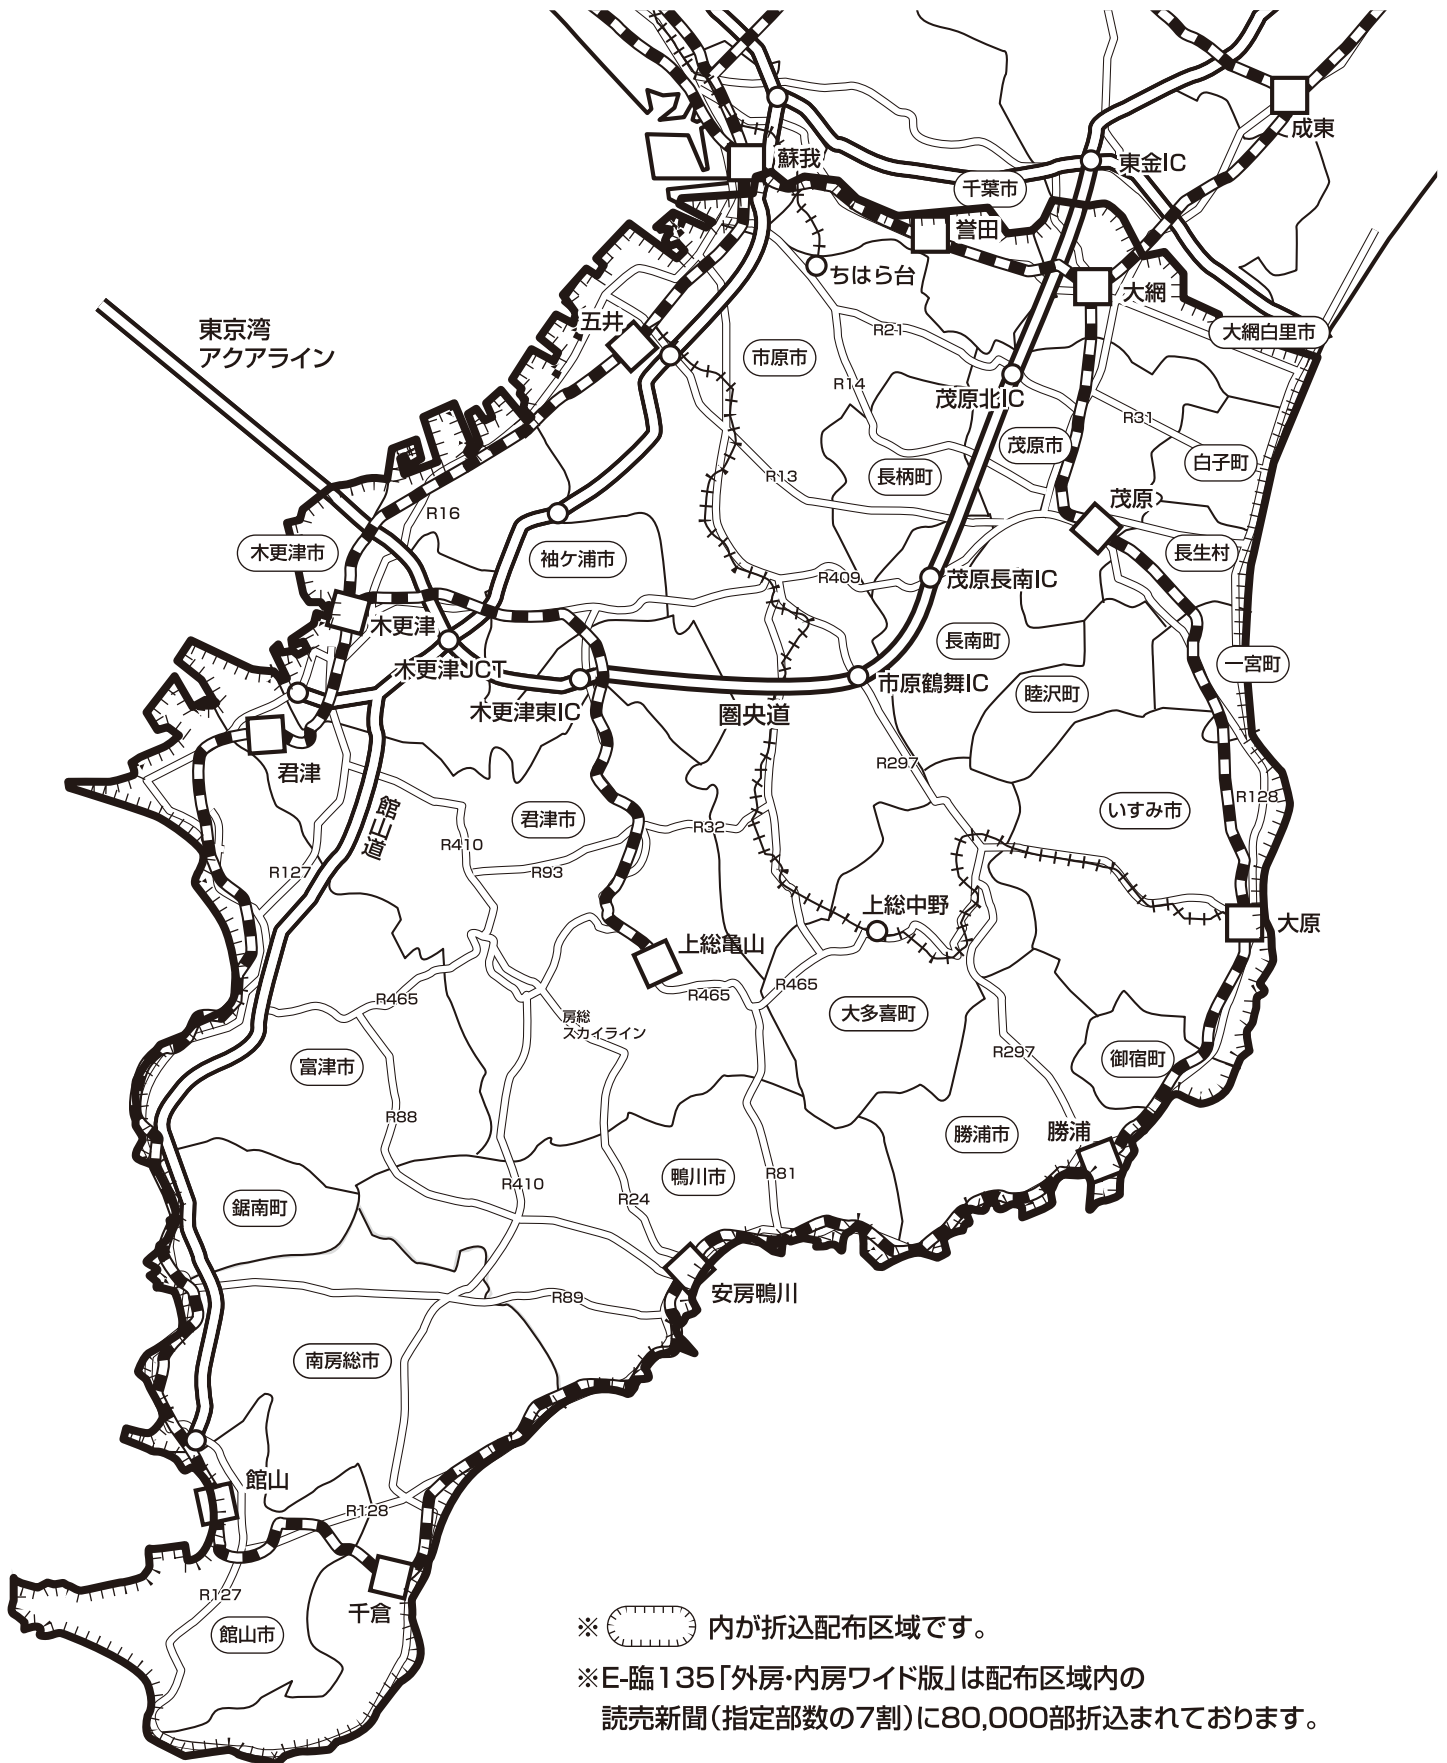 成東
蘇我
東金IC
千葉市
誉田
ちはら台
大網
東京湾
アクアライン
五井
R21
大網白里市
市原市
R14
茂原北IC
R31
茂原市
白子町
R13
長柄町
茂原
R16
木更津市
袖ケ浦市
長生村
R409
茂原長南IC
木更津
長南町
木更津JCT
一宮町
市原鶴舞IC
睦沢町
木更津東IC
圏央道
君津
R297
館山道
君津市
R32
いすみ市
R128
R410
R127
R93
上総中野
大原
上総亀山
R465
R465
R465
大多喜町
房総
スカイライン
R297
御宿町
富津市
R88
勝浦市
勝浦
R81
鴨川市
R410
R24
鋸南町
安房鴨川
R89
南房総市
館山
R128
R127
千倉
館山市
※ 内が折込配布区域です。
※E-臨135「外房・内房ワイド版」は配布区域内の
読売新聞（指定部数の7割）に80,000部折込まれております。